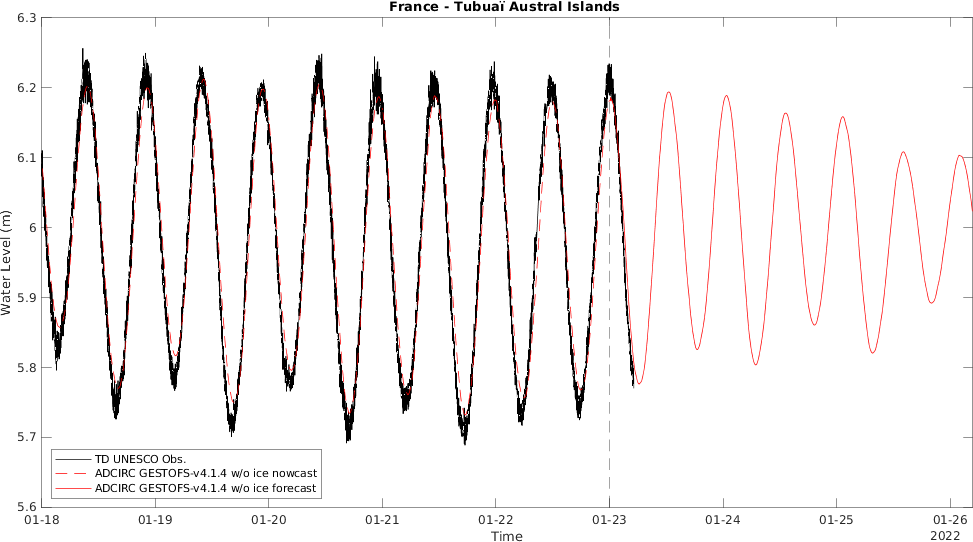 France - Tubuaï Austral Islands
6.3
6.2
6.1
6
5.9
5.8
5.7
5.6
Water Level (m)
TD UNESCO Obs.
ADCIRC GESTOFS-v4.1.4 w/o ice nowcast
ADCIRC GESTOFS-v4.1.4 w/o ice forecast
01-18 01-19 01-20 01-21 01-22 01-23 01-24 01-25 01-26
Time 2022